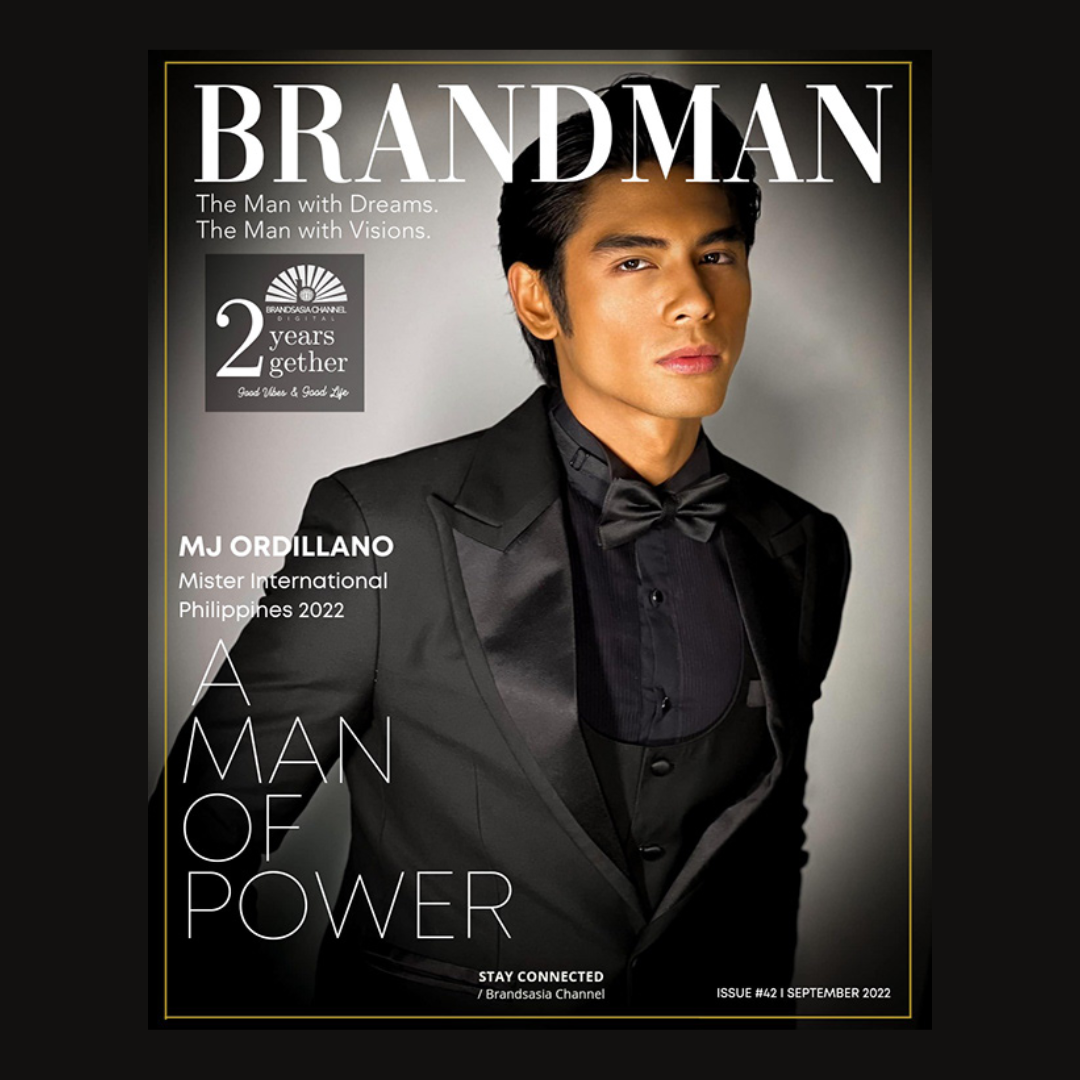 BRANDMAN
The Man with Dreams.
The Man with Visions.
BRANDSASIA CHANNEL
DIGITAL
2 years
gether
Good Vibes & Good Life
MJ ORDILLANO
Mister International
Philippines 2022
A
MAN
OF
POWER
STAY CONNECTED
/ Brandsasia Channel
ISSUE #42 I SEPTEMBER 2022